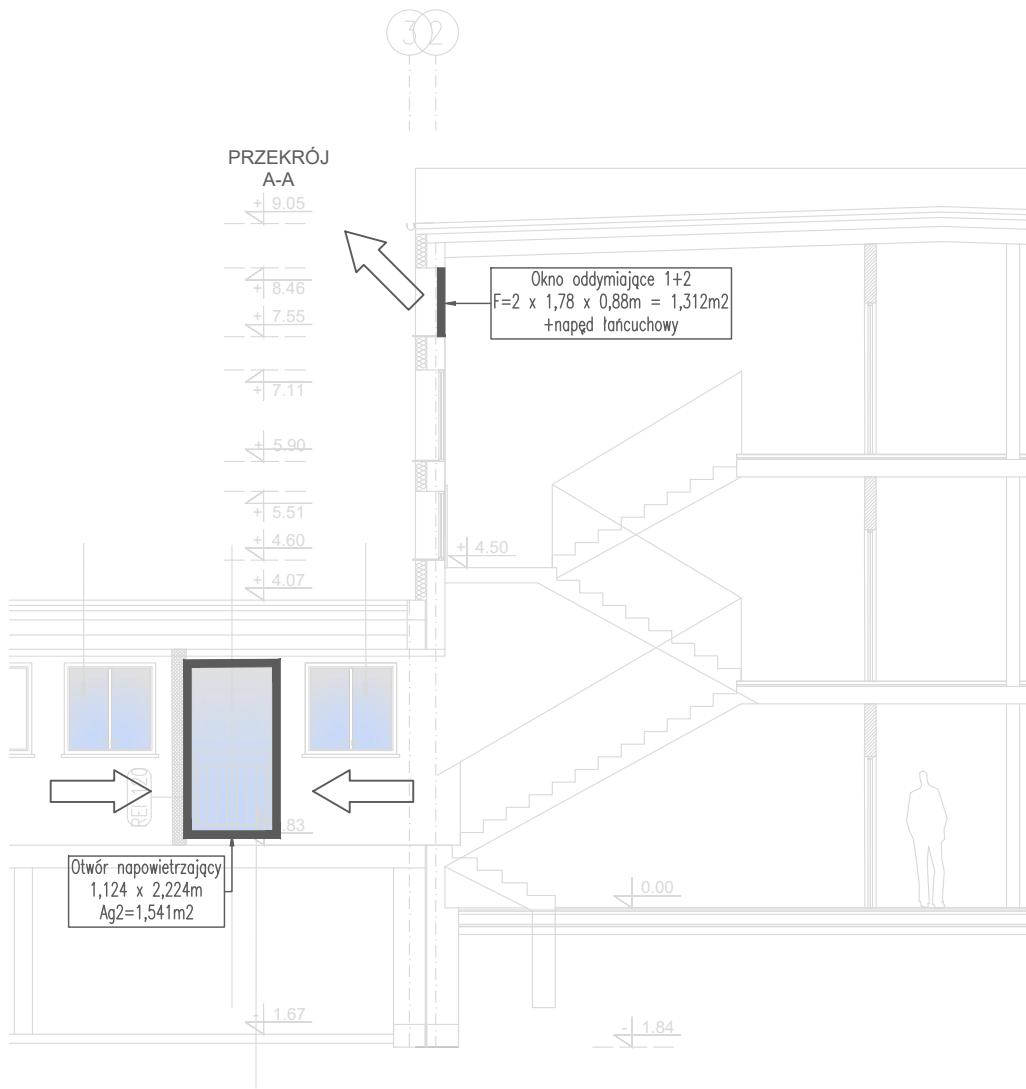 3 2
PRZEKRÓJ
A-A
+ 9.05
+ 8.46
+ 7.55
+ 7.11
+ 5.90
+ 5.51
+ 4.60
+ 4.07
Okno oddymiające 1+2
F=2 x 1,78 x 0,88m = 1,312m2
+napęd łańcuchowy
+ 4.50
REI 120
.83
Otwór napowietrzający
1,124 x 2,224m
Ag2=1,541m2
0.00
- 1.67
- 1.84